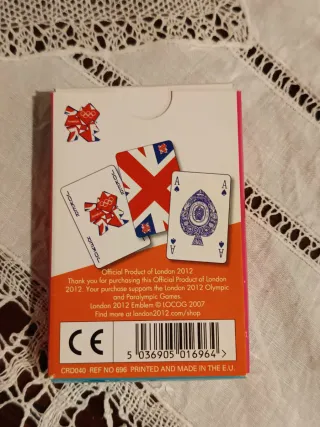 A
A
A
A
Official Product of London 2012
Thank you for purchasing this Official Product of London
2012. Your purchase supports the London 2012 Olympic
and Paralympic Games.
London 2012 Emblem © LOCOG 2007
Find more at london2012.com/shop
CE
5 036905 016964 >
CRD040 REF NO 696 PRINTED AND MADE IN THE E.U.